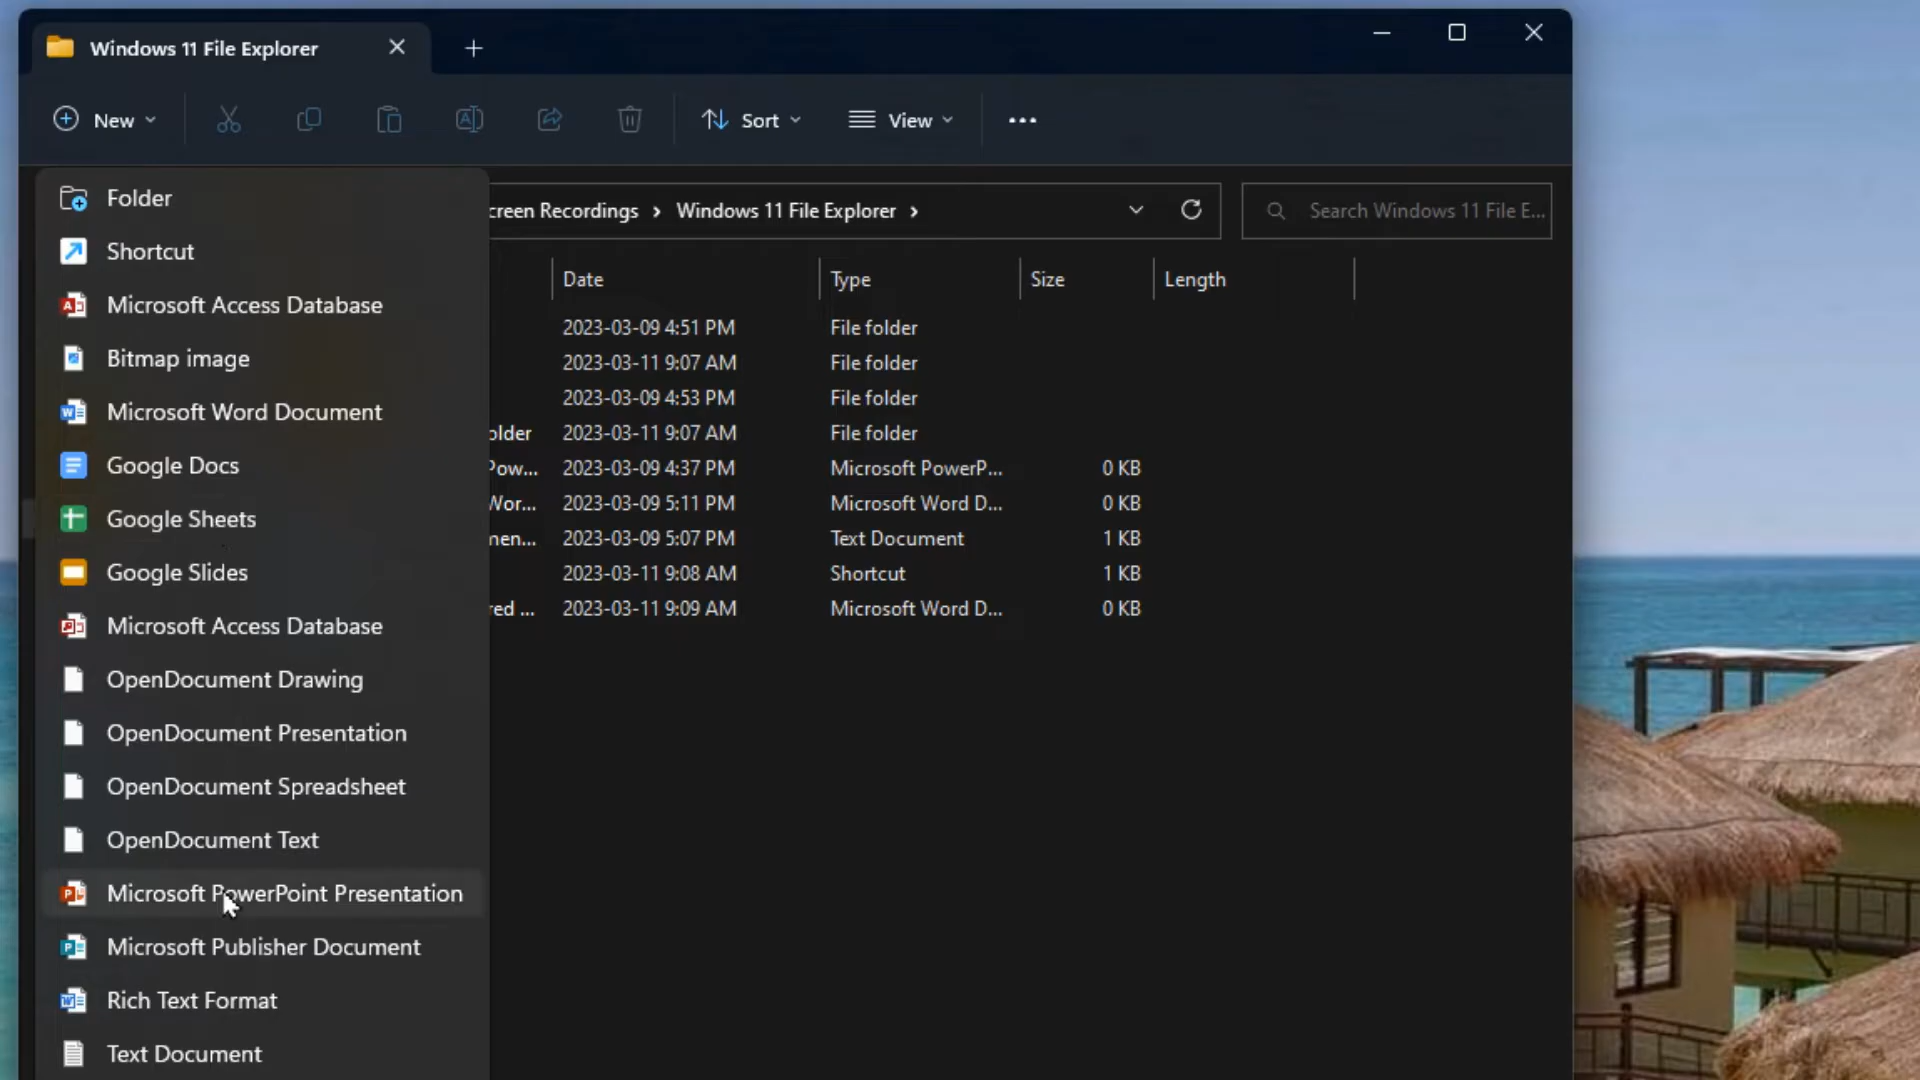 Windows 11 File Explorer
New
Sort
View
Folder
Shortcut
Microsoft Access Database
Bitmap image
Microsoft Word Document
Google Docs
Google Sheets
Google Slides
Microsoft Access Database
OpenDocument Drawing
OpenDocument Presentation
OpenDocument Spreadsheet
OpenDocument Text
Microsoft PowerPoint Presentation
Microsoft Publisher Document
Rich Text Format
Text Document
creen Recordings > Windows 11 File Explorer >
Search Windows 11 File E...
Date Type Size Length
2023-03-09 4:51 PM File folder
2023-03-11 9:07 AM File folder
2023-03-09 4:53 PM File folder
older 2023-03-11 9:07 AM File folder
Pow... 2023-03-09 4:37 PM Microsoft PowerP... 0 KB
Wor... 2023-03-09 5:11 PM Microsoft Word D... 0 KB
men... 2023-03-09 5:07 PM Text Document 1 KB
2023-03-11 9:08 AM Shortcut 1 KB
red ... 2023-03-11 9:09 AM Microsoft Word D... 0 KB